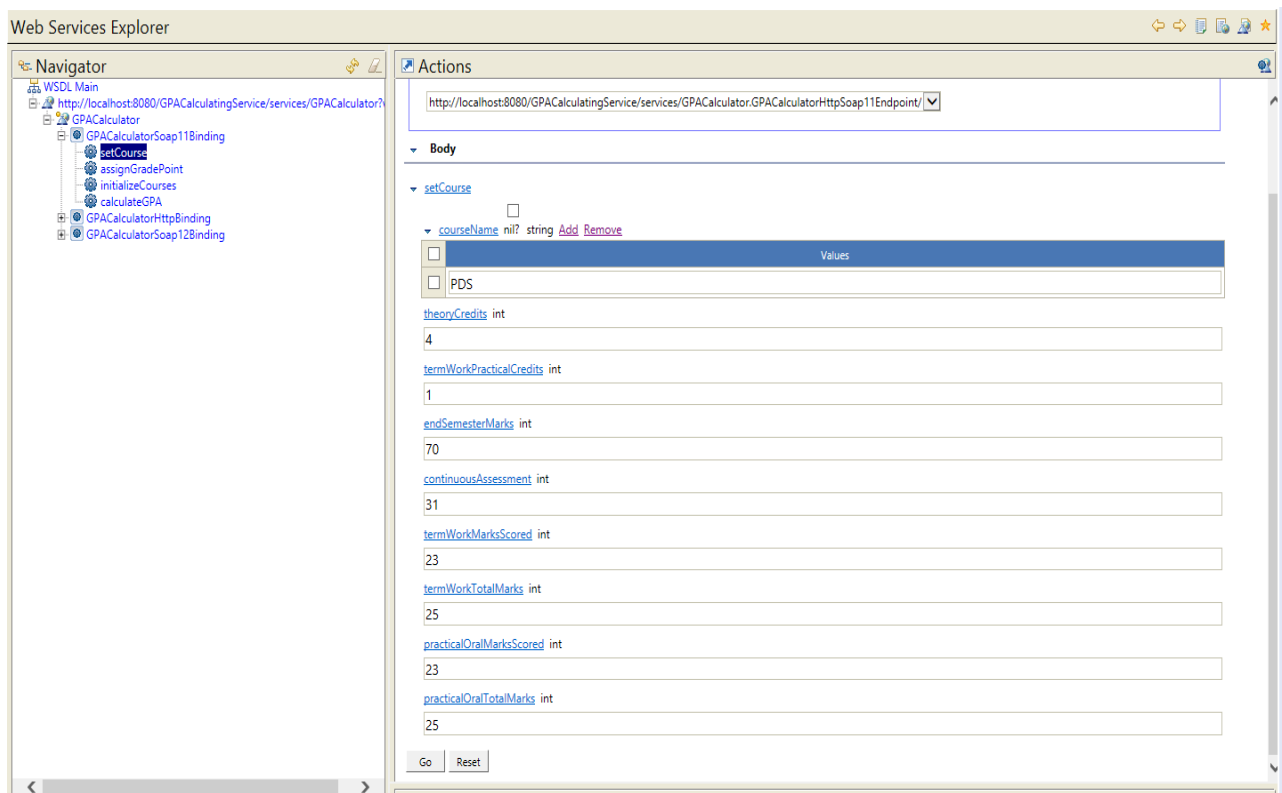 Web Services Explorer
Navigator
WSDL Main
http://localhost:8080/GPACalculatingService/services/GPACalculator?
GPACalculator
GPACalculatorSoap11Binding
setCourse
assignGradePoint
initializeCourses
calculateGPA
GPACalculatorHttpBinding
GPACalculatorSoap12Binding
Actions
http://localhost:8080/GPACalculatingService/services/GPACalculator.GPACalculatorHttpSoap11Endpoint/
Body
setCourse
courseName nil? string Add Remove
Values
PDS
theoryCredits int
4
termWorkPracticalCredits int
1
endSemesterMarks int
70
continuousAssessment int
31
termWorkMarksScored int
23
termWorkTotalMarks int
25
practicalOralMarksScored int
23
practicalOralTotalMarks int
25
Go Reset